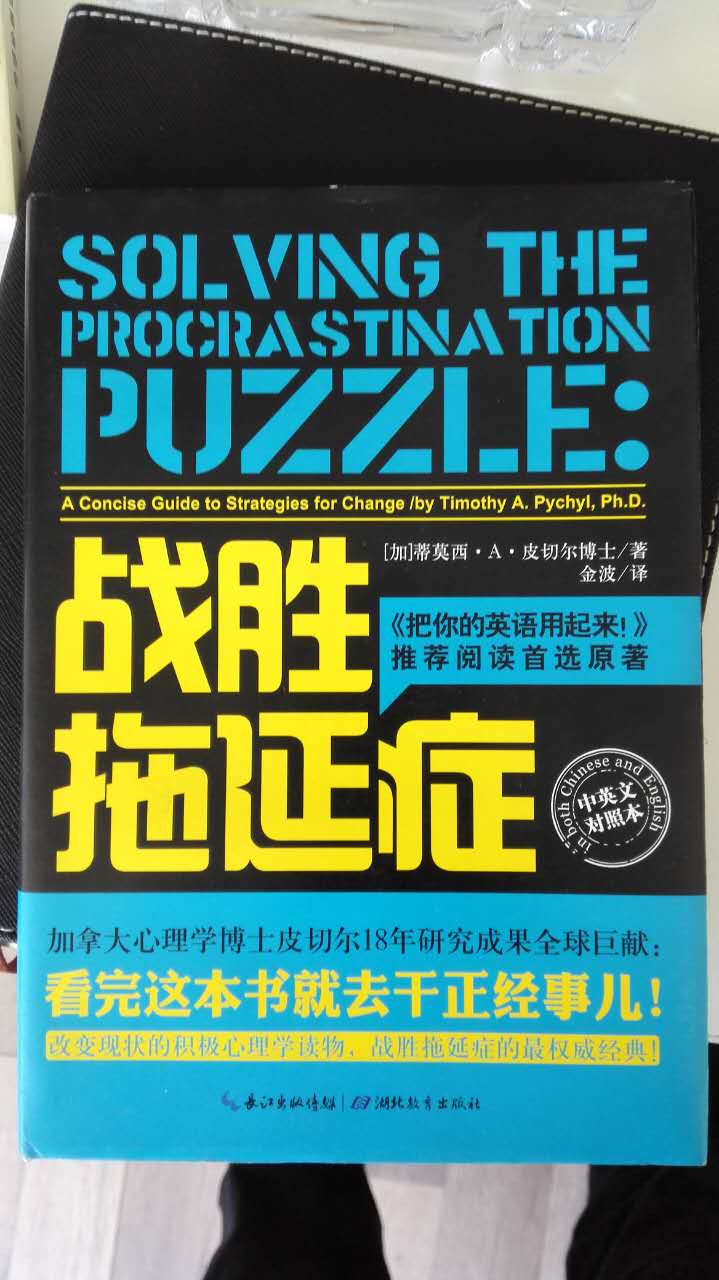 SOLVING THE
PROCRASTINATION
PUZZLE:
A Concise Guide to Strategies for Change /by Timothy A. Pychyl, Ph.D.
[加]蒂莫西·A·皮切尔博士/著
金波/译
战胜
拖延症
《把你的英语用起来!》
推荐阅读首选原著
in both Chinese and English
中英文
对照本
加拿大心理学博士皮切尔18年研究成果全球巨献：
看完这本书就去干正经事儿!
改变现状的积极心理学读物，战胜拖延症的最权威经典!
长江出版传媒 | 湖北教育出版社